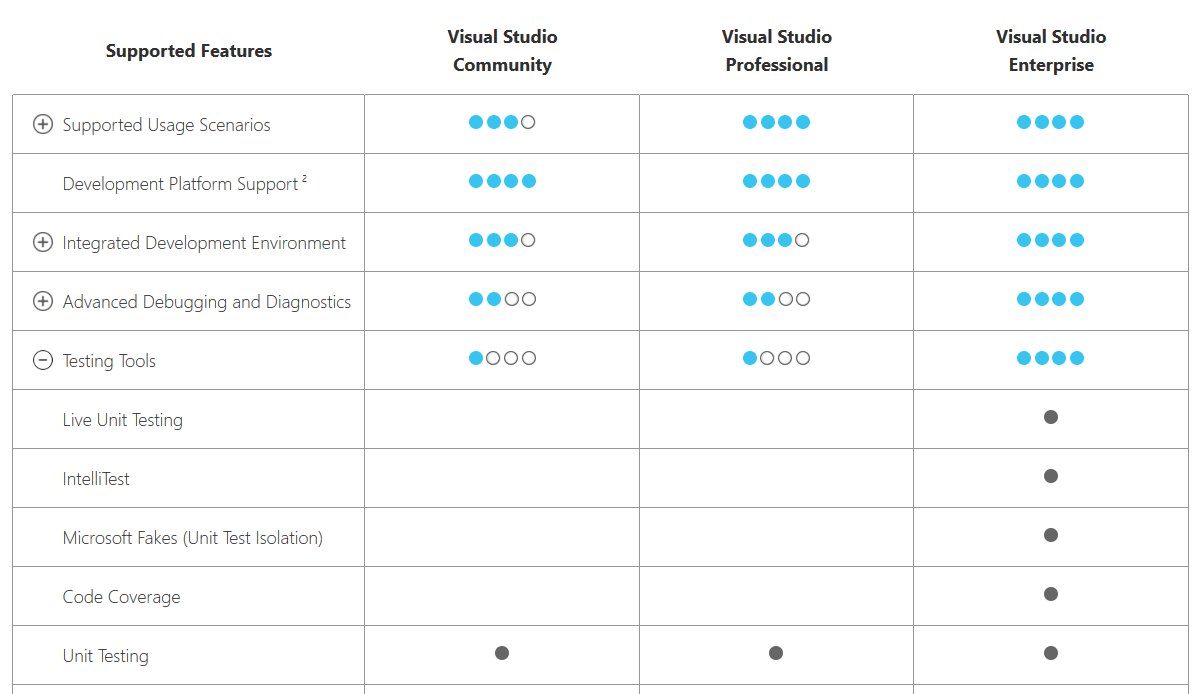 Supported Features
Visual Studio
Community
Visual Studio
Professional
Visual Studio
Enterprise
Supported Usage Scenarios
Development Platform Support ²
Integrated Development Environment
Advanced Debugging and Diagnostics
Testing Tools
Live Unit Testing
IntelliTest
Microsoft Fakes (Unit Test Isolation)
Code Coverage
Unit Testing